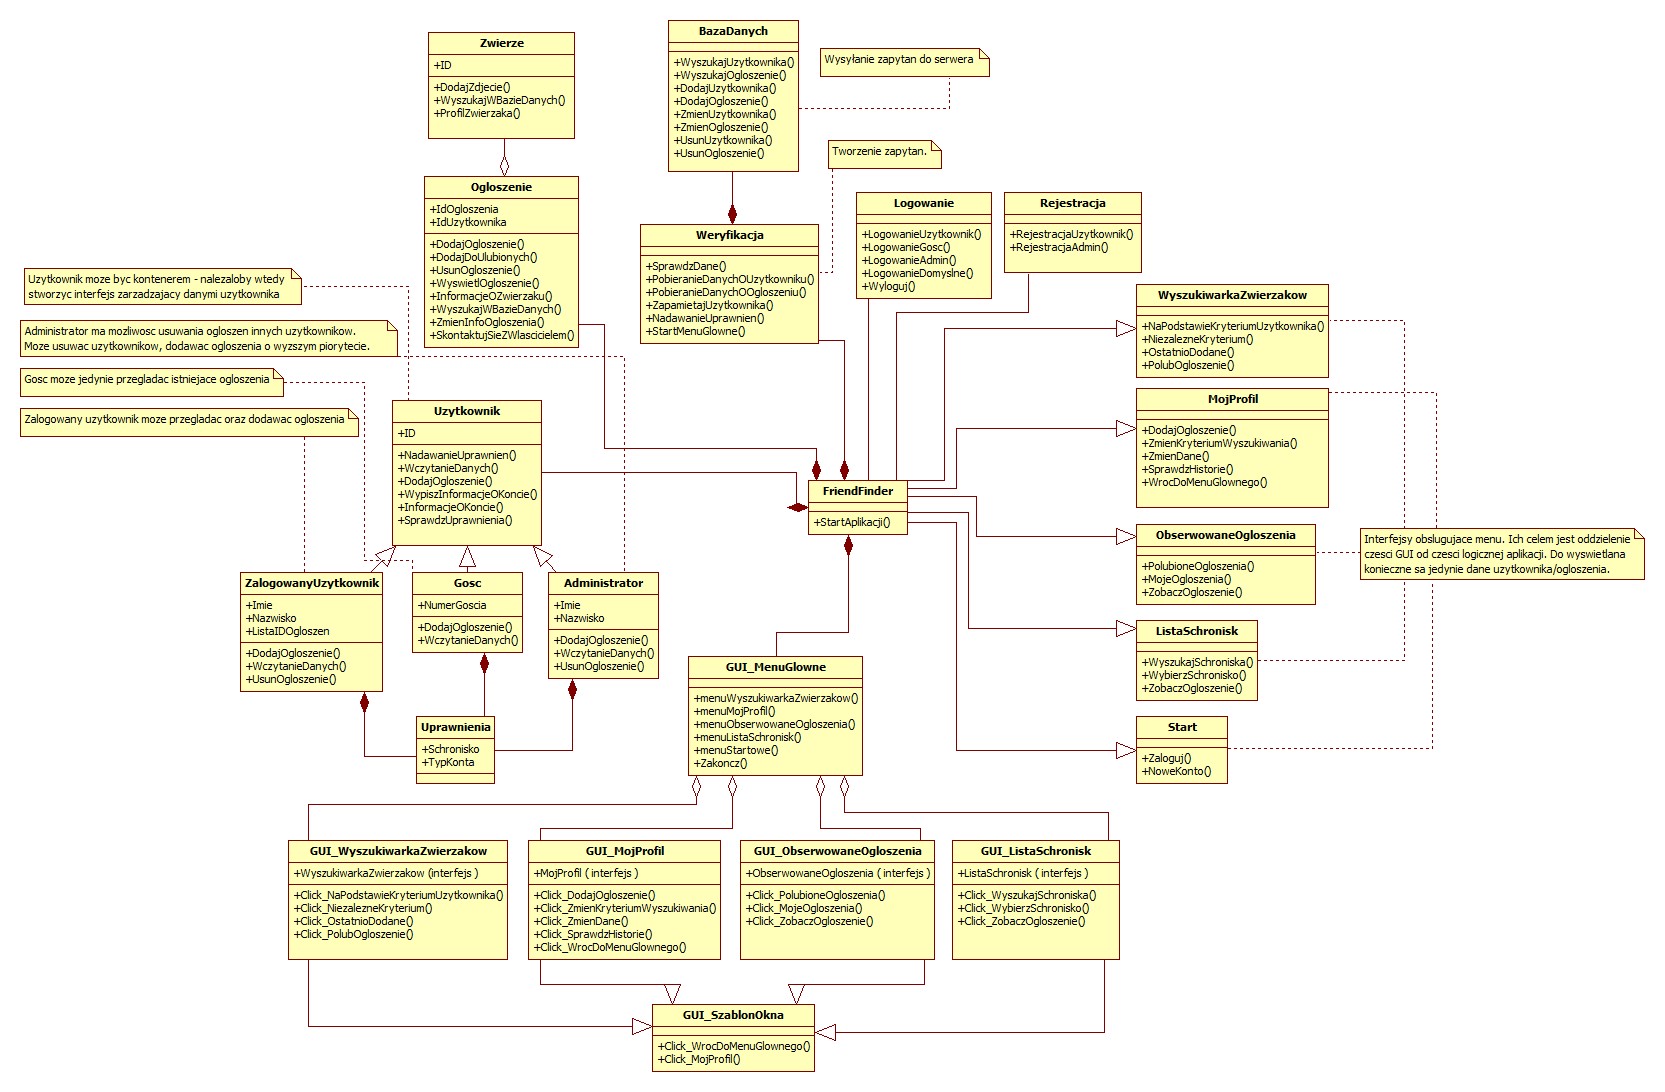 Zwierze
+ID
+DodajZdjecie()
+WyszukajWBazieDanych()
+ProfilZwierzaka()
BazaDanych
+WyszukajUzytkownika()
+WyszukajOgloszenie()
+DodajUzytkownika()
+DodajOgloszenie()
+ZmienUzytkownika()
+ZmienOgloszenie()
+UsunUzytkownika()
+UsunOgloszenie()
Wysyłanie zapytan do serwera
Tworzenie zapytan.
Ogloszenie
+IdOgloszenia
+IdUzytkownika
+DodajOgloszenie()
+DodajDoUlubionych()
+UsunOgloszenie()
+WyswietlOgloszenie()
+InformacjeOZwierzaku()
+WyszukajWBazieDanych()
+ZmienInfoOgloszenia()
+SkontaktujSieZWlascicielem()
Weryfikacja
+SprawdzDane()
+PobieranieDanychOUzytkowniku()
+PobieranieDanychOOgloszeniu()
+ZapamietajUzytkownika()
+NadawanieUprawnien()
+StartMenuGlowne()
Logowanie
+LogowanieUzytkownik()
+LogowanieGosc()
+LogowanieAdmin()
+LogowanieDomyslne()
+Wyloguj()
Rejestracja
+RejestracjaUzytkownik()
+RejestracjaAdmin()
Uzytkownik moze byc kontenerem - nalezaloby wtedy
stworzyc interfejs zarzadzajacy danymi uzytkownika
Administrator ma mozliwosc usuwania ogloszen innych uzytkownikow.
Moze usuwac uzytkownikow, dodawac ogloszenia o wyzszym piorytecie.
Gosc moze jedynie przegladac istniejace ogloszenia
Zalogowany uzytkownik moze przegladac oraz dodawac ogloszenia
WyszukiwarkaZwierzakow
+NaPodstawieKryteriumUzytkownika()
+NiezalezneKryterium()
+OstatnioDodane()
+PolubOgloszenie()
MojProfil
+DodajOgloszenie()
+ZmienKryteriumWyszukiwania()
+ZmienDane()
+SprawdzHistorie()
+WrocDoMenuGlownego()
Uzytkownik
+ID
+NadawanieUprawnien()
+WczytanieDanych()
+DodajOgloszenie()
+WypiszInformacjeOKoncie()
+InformacjeOKoncie()
+SprawdzUprawnienia()
FriendFinder
+StartAplikacji()
ObserwowaneOgloszenia
+PolubioneOgloszenia()
+MojeOgloszenia()
+ZobaczOgloszenie()
Interfejsy obslugujace menu. Ich celem jest oddzielenie
czesci GUI od czesci logicznej aplikacji. Do wyswietlana
konieczne sa jedynie dane uzytkownika/ogloszenia.
ZalogowanyUzytkownik
+Imie
+Nazwisko
+ListaIDOgloszen
+DodajOgloszenie()
+WczytanieDanych()
+UsunOgloszenie()
Gosc
+NumerGoscia
+DodajOgloszenie()
+WczytanieDanych()
Administrator
+Imie
+Nazwisko
+DodajOgloszenie()
+WczytanieDanych()
+UsunOgloszenie()
ListaSchronisk
+WyszukajSchroniska()
+WybierzSchronisko()
+ZobaczOgloszenie()
Uprawnienia
+Schronisko
+TypKonta
GUI_MenuGlowne
+menuWyszukiwarkaZwierzakow()
+menuMojProfil()
+menuObserwowaneOgloszenia()
+menuListaSchronisk()
+menuStartowe()
+Zakoncz()
Start
+Zaloguj()
+NoweKonto()
GUI_WyszukiwarkaZwierzakow
+WyszukiwarkaZwierzakow (interfejs )
+Click_NaPodstawieKryteriumUzytkownika()
+Click_NiezalezneKryterium()
+Click_OstatnioDodane()
+Click_PolubOgloszenie()
GUI_MojProfil
+MojProfil ( interfejs )
+Click_DodajOgloszenie()
+Click_ZmienKryteriumWyszukiwania()
+Click_ZmienDane()
+Click_SprawdzHistorie()
+Click_WrocDoMenuGlownego()
GUI_ObserwowaneOgloszenia
+ObserwowaneOgloszenia ( interfejs )
+Click_PolubioneOgloszenia()
+Click_MojeOgloszenia()
+Click_ZobaczOgloszenie()
GUI_ListaSchronisk
+ListaSchronisk ( interfejs )
+Click_WyszukajSchroniska()
+Click_WybierzSchronisko()
+Click_ZobaczOgloszenie()
GUI_SzablonOkna
+Click_WrocDoMenuGlownego()
+Click_MojProfil()